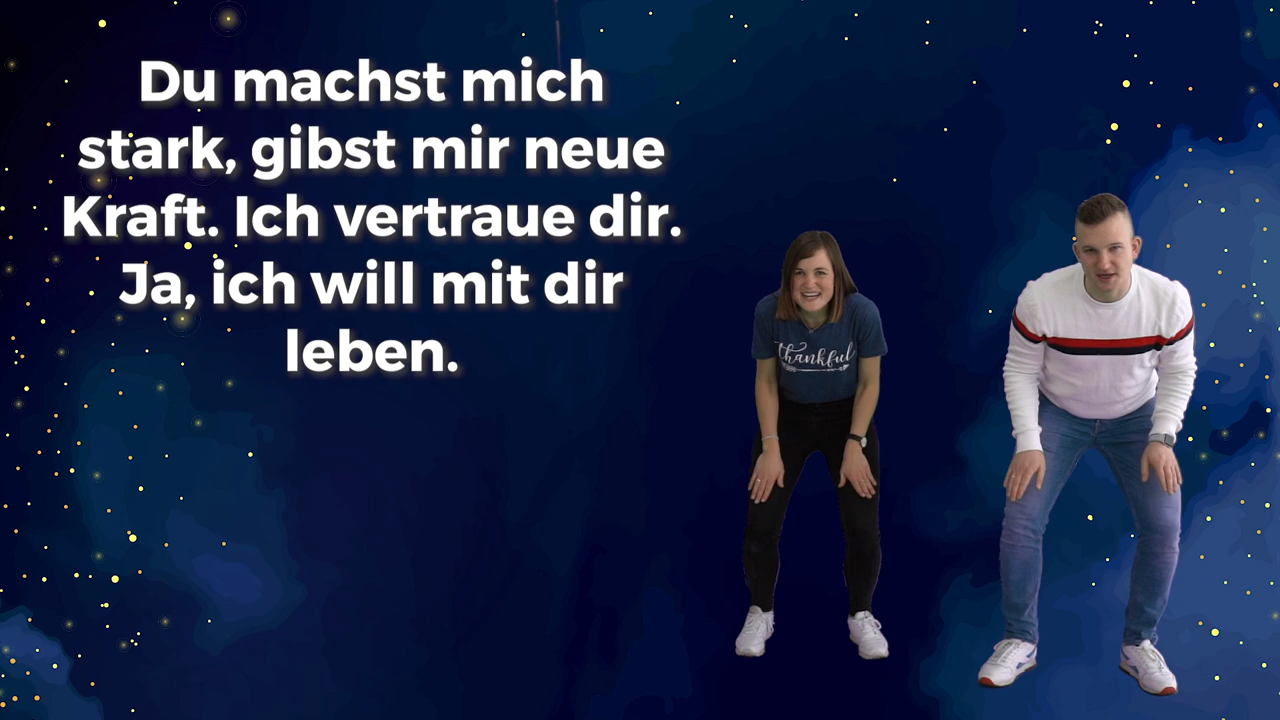 Du machst mich
stark, gibst mir neue
Kraft. Ich vertraue dir.
Ja, ich will mit dir
leben.
thankful